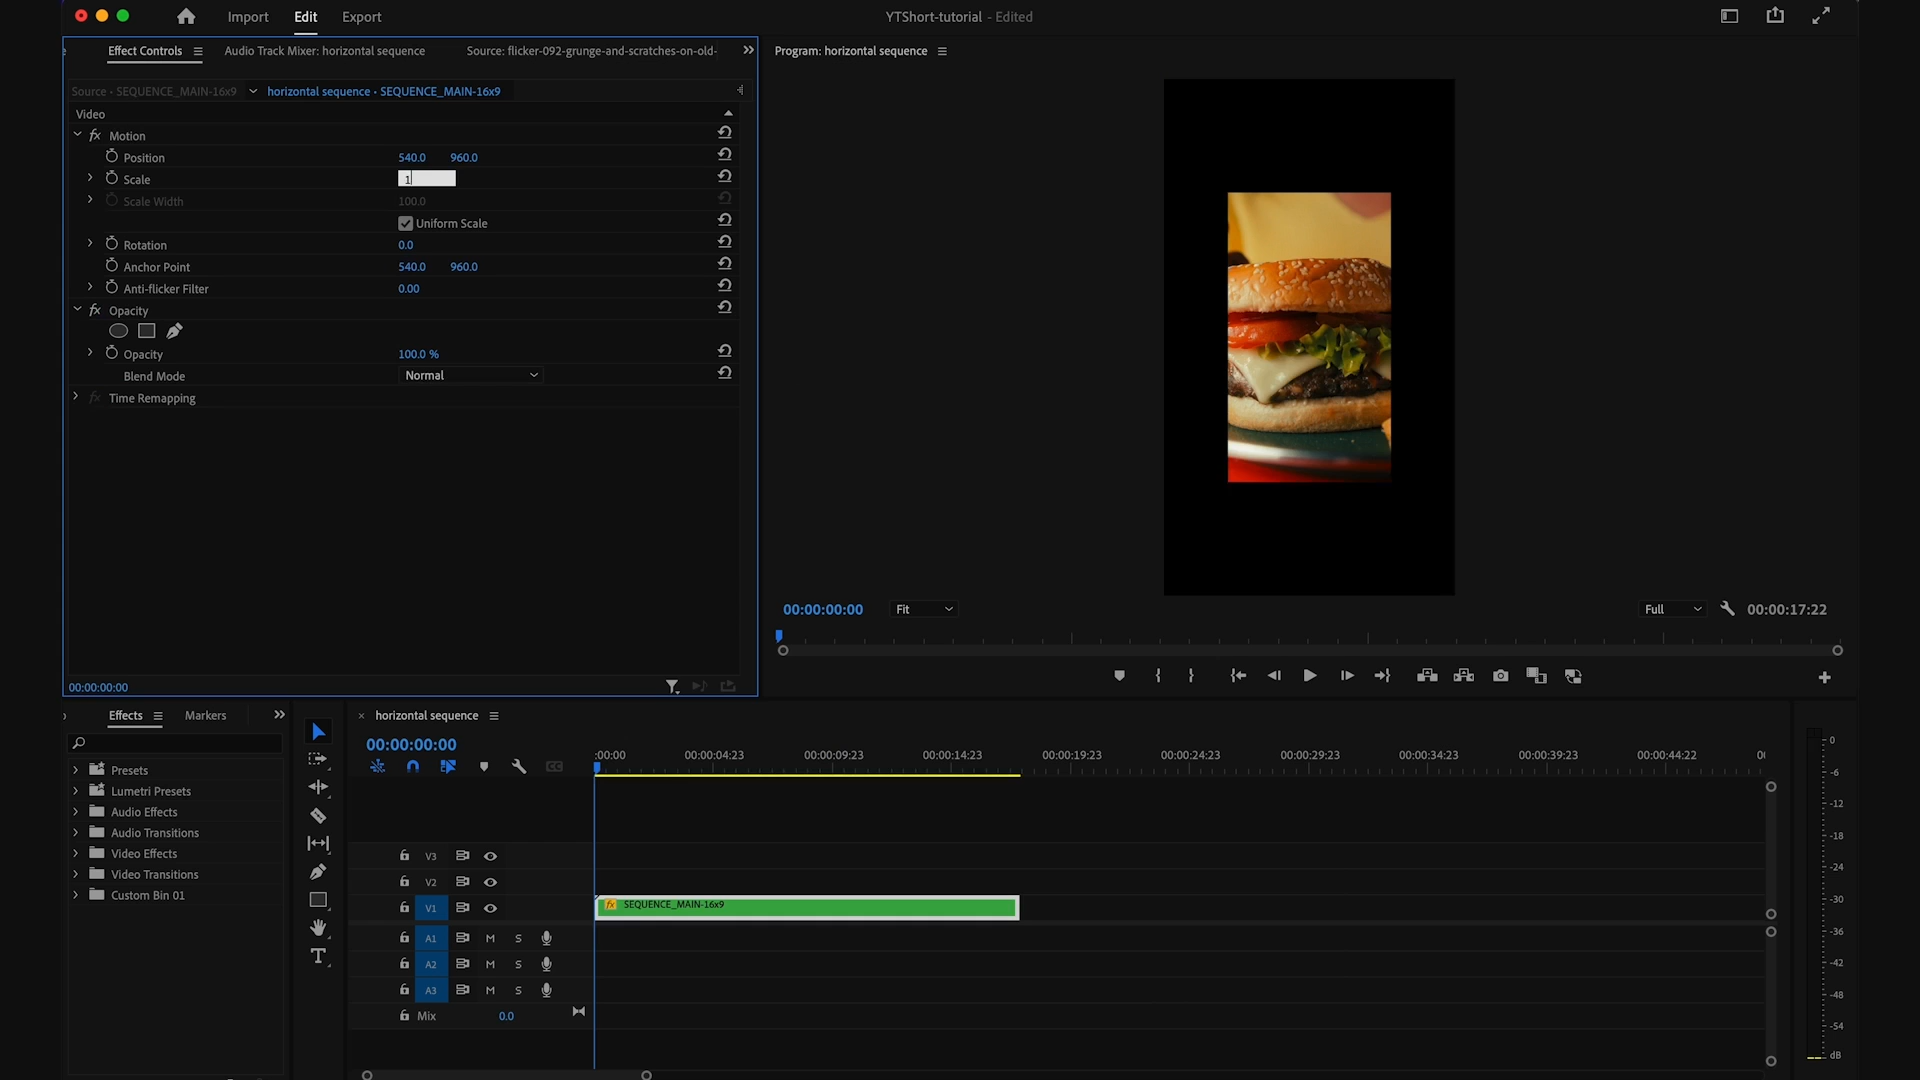 Import Edit Export
YTShort-tutorial - Edited
Effect Controls Audio Track Mixer: horizontal sequence Source: flicker-092-grunge-and-scratches-on-old-
Program: horizontal sequence
Source • SEQUENCE_MAIN-16x9 horizontal sequence • SEQUENCE_MAIN-16x9
Video
fx Motion
Position 540.0 960.0
Scale 1
Scale Width 100.0
Uniform Scale
Rotation 0.0
Anchor Point 540.0 960.0
Anti-flicker Filter 0.00
fx Opacity
Opacity 100.0 %
Blend Mode Normal
fx Time Remapping
00:00:00:00
00:00:00:00 Fit Full 00:00:17:22
Effects Markers
Presets
Lumetri Presets
Audio Effects
Audio Transitions
Video Effects
Video Transitions
Custom Bin 01
T
× horizontal sequence
00:00:00:00
CC
:00:00 00:00:04:23 00:00:09:23 00:00:14:23 00:00:19:23 00:00:24:23 00:00:29:23 00:00:34:23 00:00:39:23 00:00:44:22 00
V3
V2
V1 fx SEQUENCE_MAIN-16x9
A1 M S
A2 M S
A3 M S
Mix 0.0
0
-6
-12
-18
-24
-30
-36
-42
-48
-54
dB